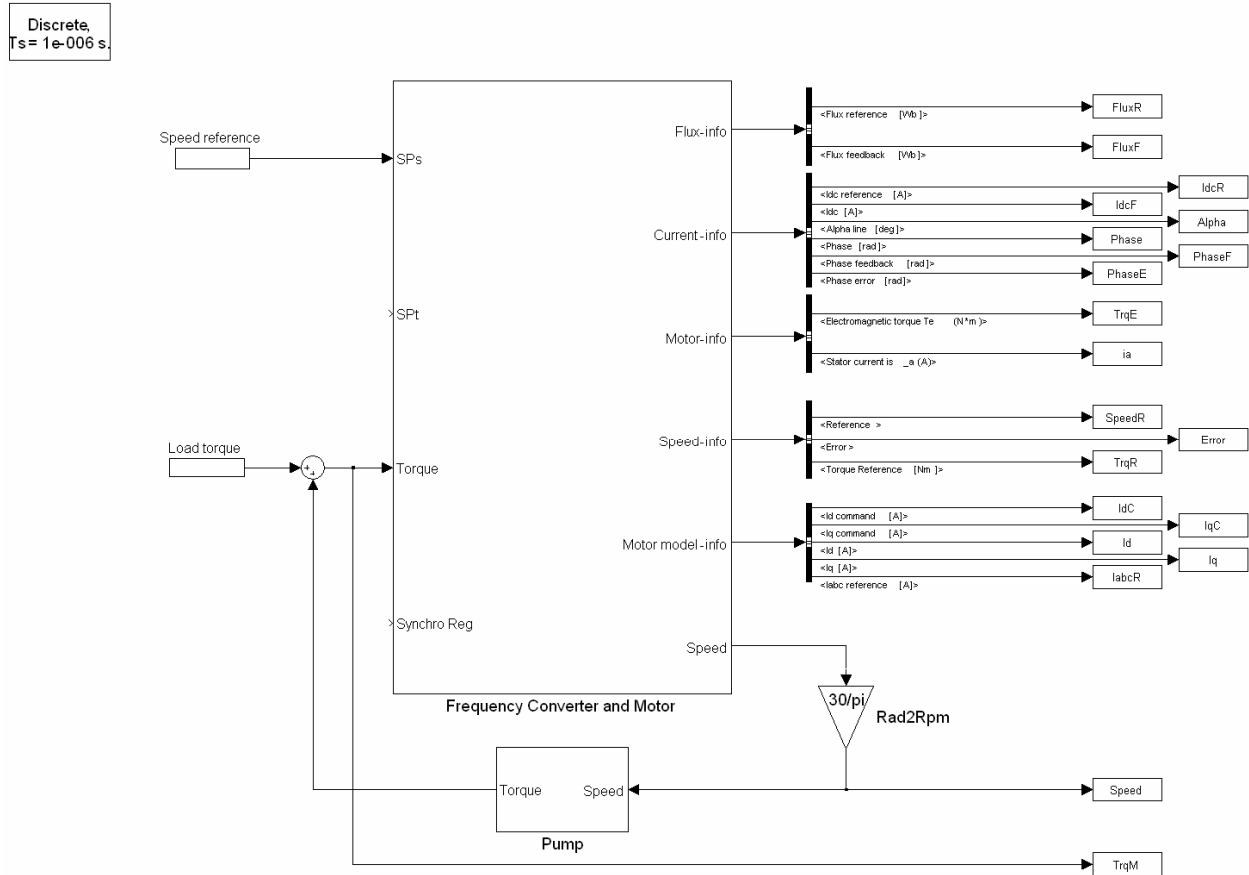 Discrete,
Ts= 1e-006 s.
Speed reference
SPs
SPt
Load torque
+
+
Torque
Synchro Reg
Flux-info
Current-info
Motor-info
Speed-info
Motor model-info
Speed
Frequency Converter and Motor
<Flux reference [Wb ]>
FluxR
<Flux feedback [Wb ]>
FluxF
<Idc reference [A]>
IdcR
<Idc [A]>
IdcF
<Alpha line [deg ]>
Alpha
<Phase [rad ]>
Phase
<Phase feedback [rad ]>
PhaseF
<Phase error [rad ]>
PhaseE
<Electromagnetic torque Te (N*m )>
TrqE
<Stator current is _a (A)>
ia
<Reference >
SpeedR
<Error >
Error
<Torque Reference [Nm ]>
TrqR
<Id command [A]>
IdC
<Iq command [A]>
IqC
<Id [A]>
Id
<Iq [A]>
Iq
<Iabc reference [A]>
IabcR
30/pi
Rad2Rpm
Torque
Speed
Pump
Speed
TrqM